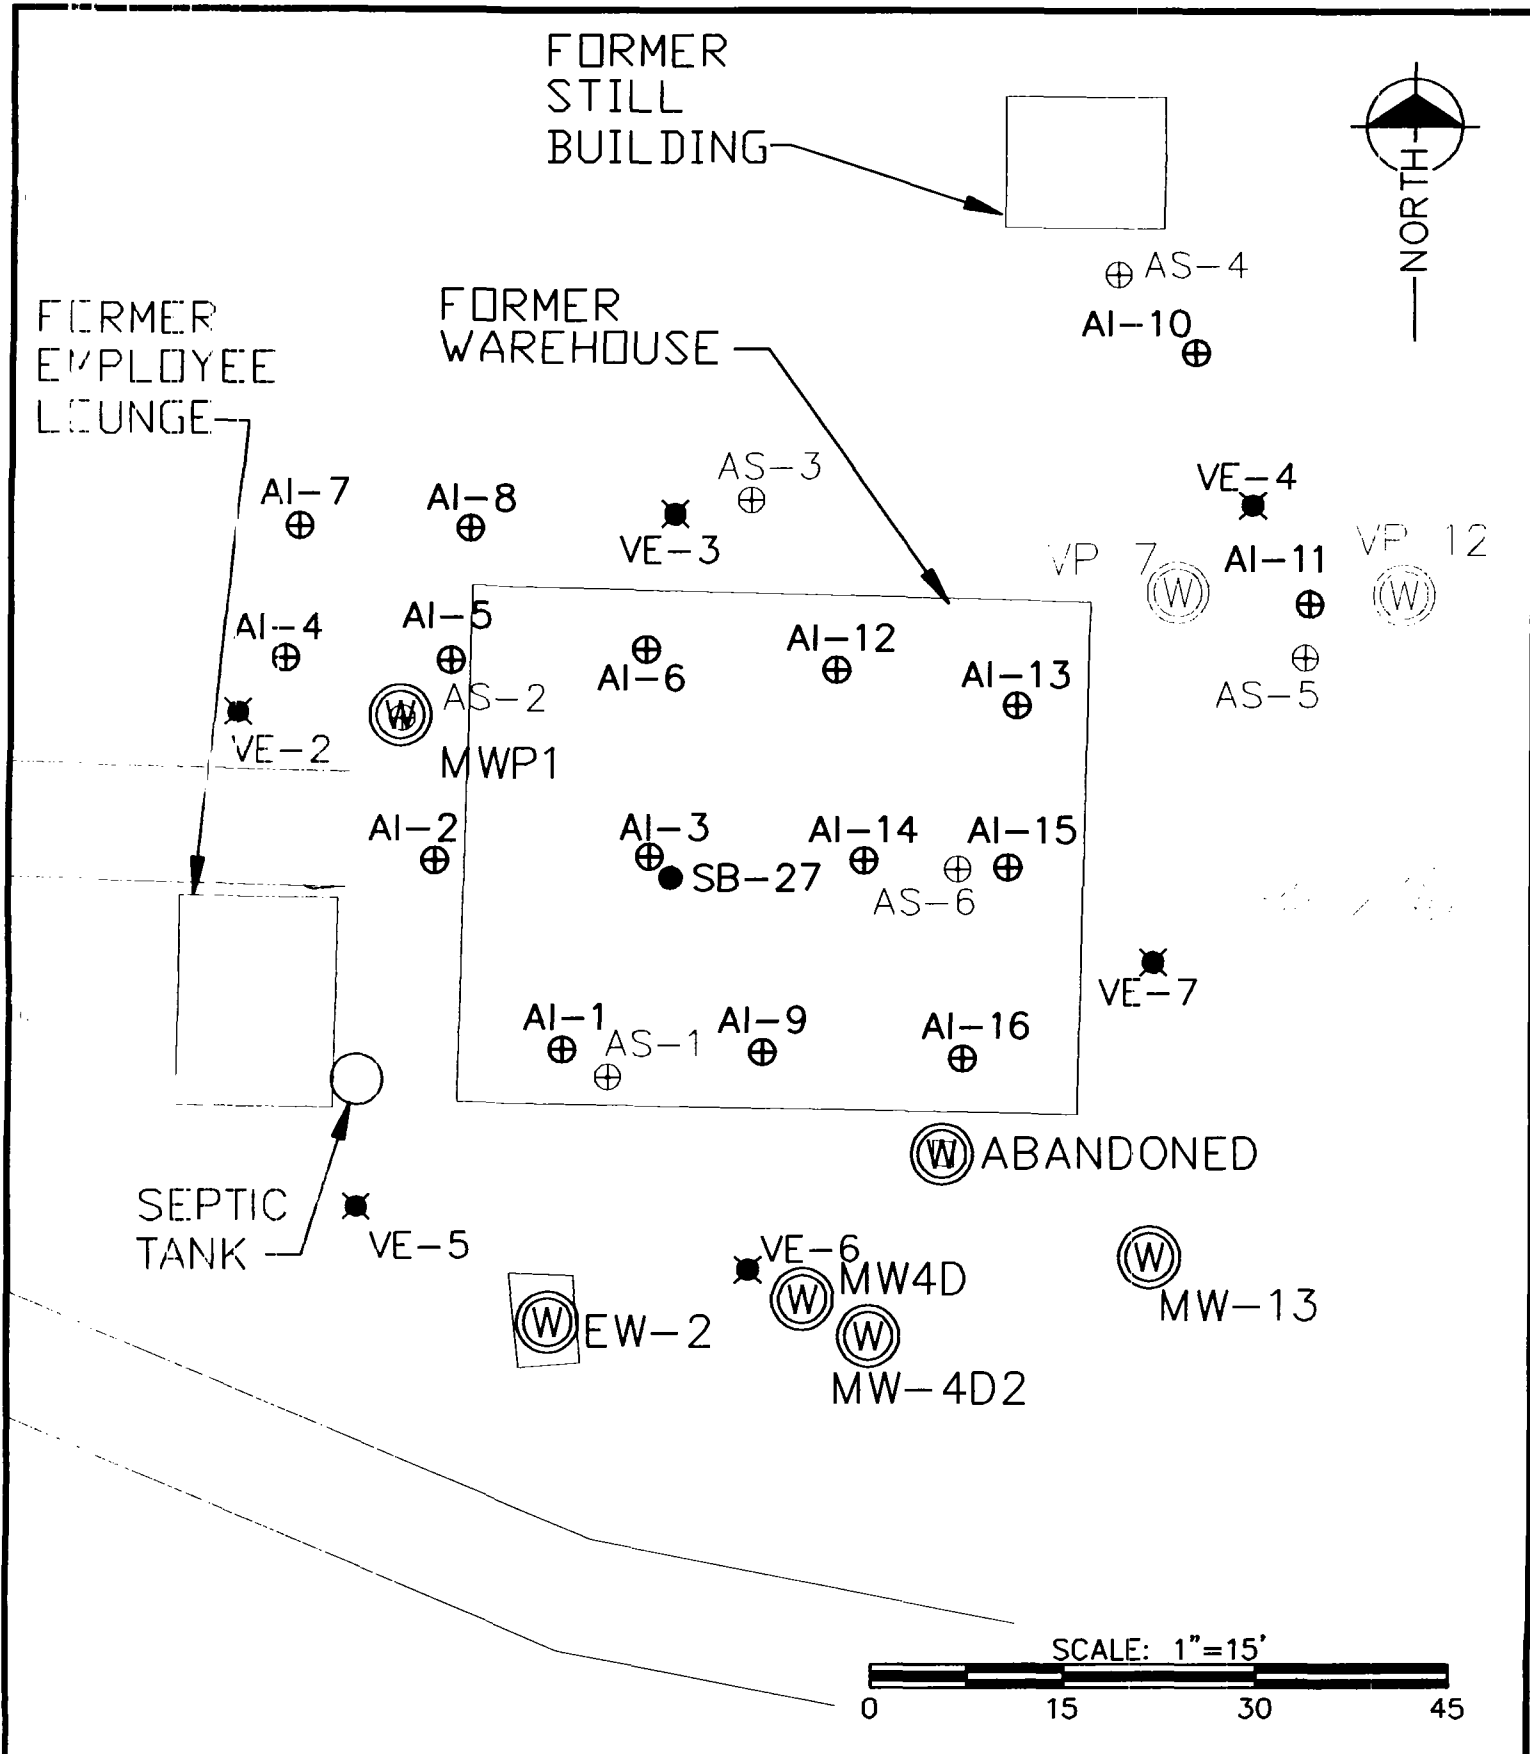 FORMER
STILL
BUILDING
NORTH
AS-4
AI-10
FORMER
EMPLOYEE
LOUNGE
FORMER
WAREHOUSE
AI-7
AI-8
AS-3
VE-3
VE-4
VP 7
AI-11
VP 12
AI-4
AI-5
AI-6
AI-12
AI-13
W
W
AS-5
W
AS-2
VE-2
MWP1
AI-2
AI-3
AI-14
AI-15
SB-27
AS-6
VE-7
AI-1
AS-1
AI-9
AI-16
W ABANDONED
SEPTIC
TANK
VE-5
VE-6
W
MW4D
W
MW-13
W
EW-2
W
MW-4D2
SCALE: 1"=15'
0 15 30 45